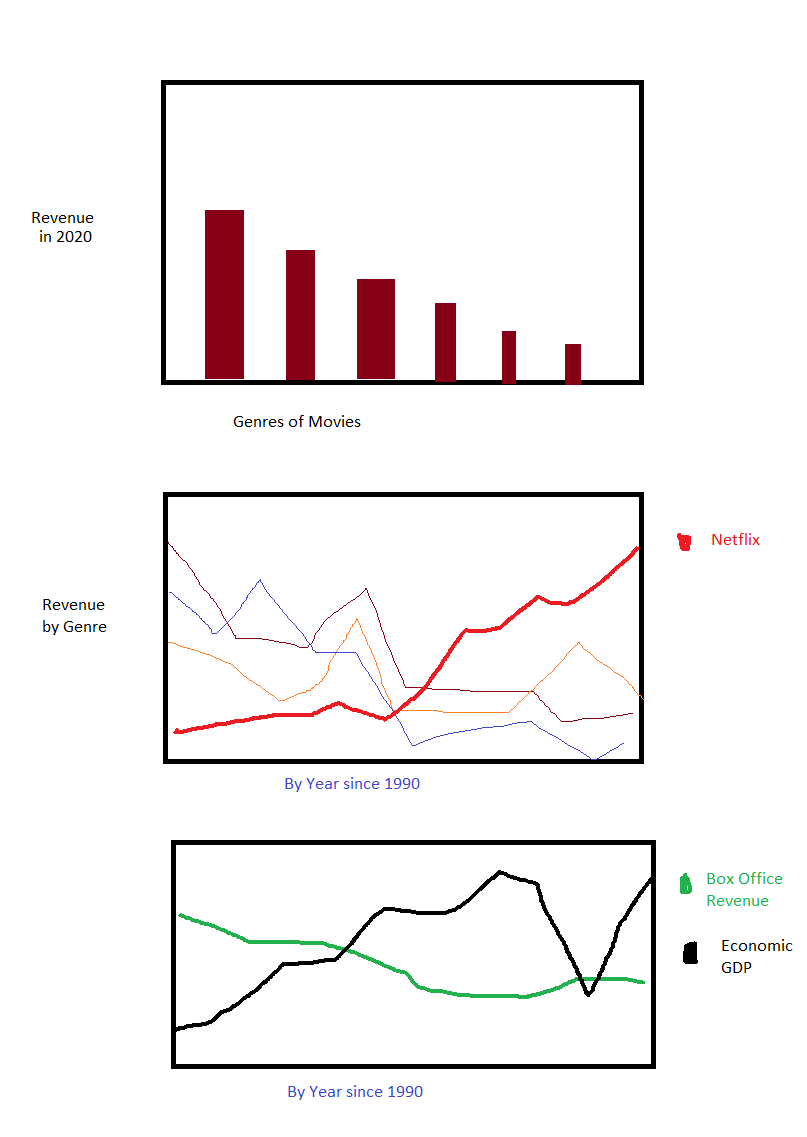 Revenue
in 2020
Genres of Movies
Netflix
Revenue
by Genre
By Year since 1990
Box Office
Revenue
Economic
GDP
By Year since 1990